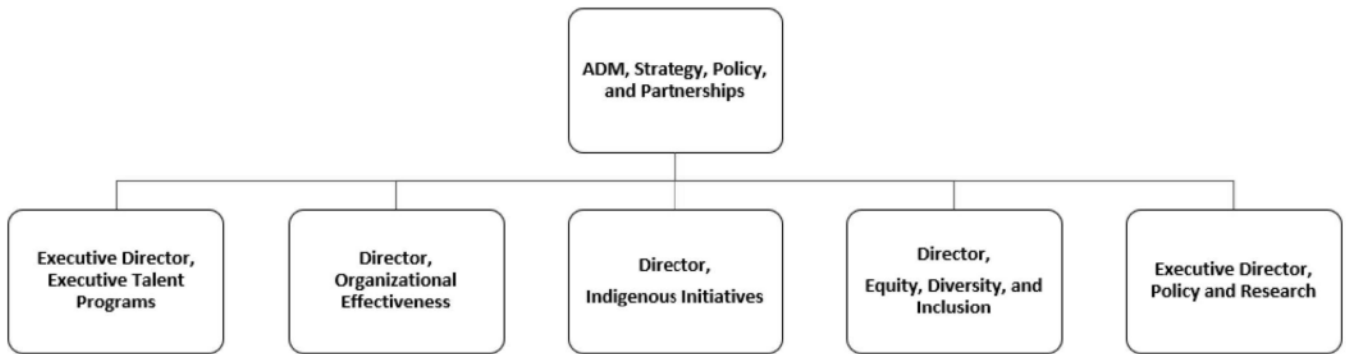 ADM, Strategy, Policy,
and Partnerships
Executive Director,
Executive Talent
Programs
Director,
Organizational
Effectiveness
Director,
Indigenous Initiatives
Director,
Equity, Diversity, and
Inclusion
Executive Director,
Policy and Research